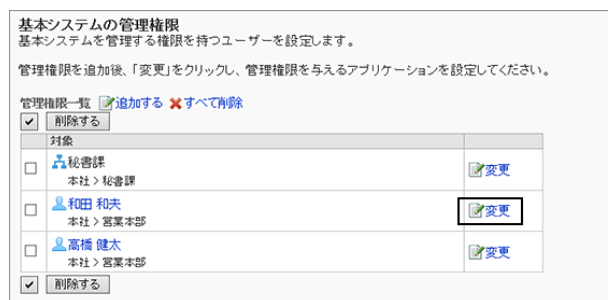 基本システムの管理権限
基本システムを管理する権限を持つユーザーを設定します。
管理権限を追加後、「変更」をクリックし、管理権限を与えるアプリケーションを設定してください。
管理権限一覧 追加する すべて削除
削除する
対象
秘書課 変更
本社 > 秘書課
和田 和夫 変更
本社 > 営業本部
高橋 健太 変更
本社 > 営業本部
削除する